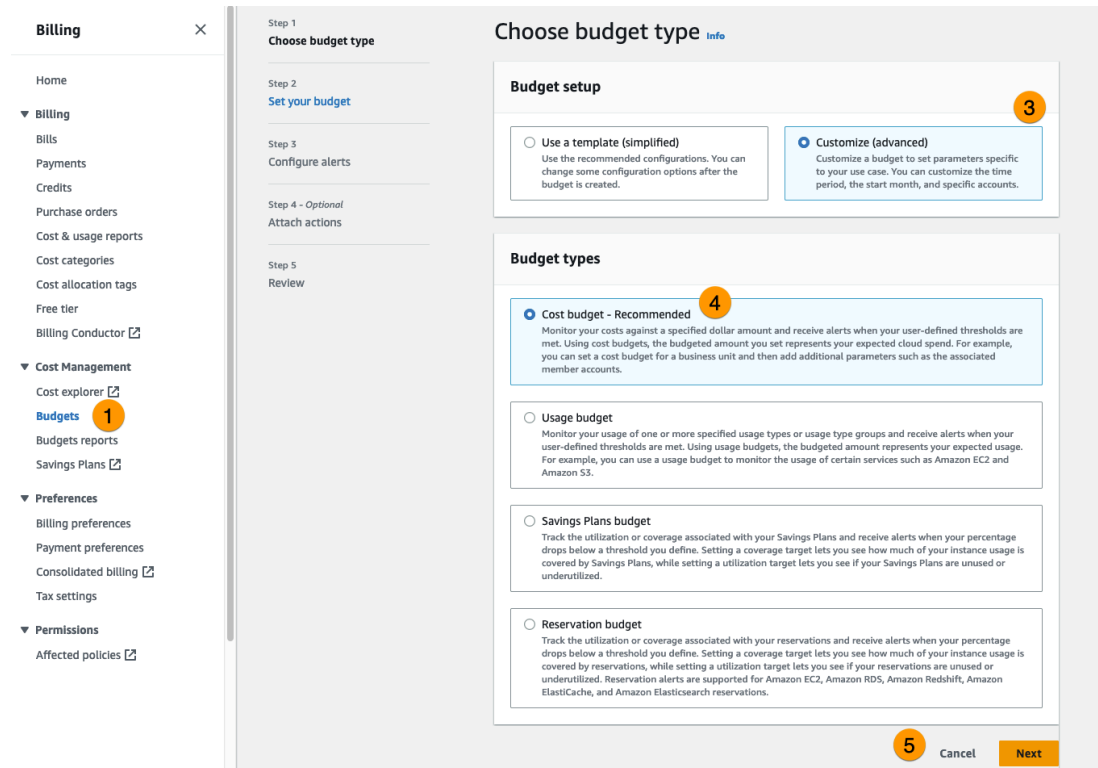 Billing
Home
Billing
Bills
Payments
Credits
Purchase orders
Cost & usage reports
Cost categories
Cost allocation tags
Free tier
Billing Conductor
Cost Management
Cost explorer
Budgets 1
Budgets reports
Savings Plans
Preferences
Billing preferences
Payment preferences
Consolidated billing
Tax settings
Permissions
Affected policies
Step 1
Choose budget type
Step 2
Set your budget
Step 3
Configure alerts
Step 4 - Optional
Attach actions
Step 5
Review
Choose budget type Info
Budget setup
3
Use a template (simplified)
Use the recommended configurations. You can
change some configuration options after the
budget is created.
Customize (advanced)
Customize a budget to set parameters specific
to your use case. You can customize the time
period, the start month, and specific accounts.
Budget types
4
Cost budget - Recommended
Monitor your costs against a specified dollar amount and receive alerts when your user-defined thresholds are
met. Using cost budgets, the budgeted amount you set represents your expected cloud spend. For example,
you can set a cost budget for a business unit and then add additional parameters such as the associated
member accounts.
Usage budget
Monitor your usage of one or more specified usage types or usage type groups and receive alerts when your
user-defined thresholds are met. Using usage budgets, the budgeted amount represents your expected usage.
For example, you can use a usage budget to monitor the usage of certain services such as Amazon EC2 and
Amazon S3.
Savings Plans budget
Track the utilization or coverage associated with your Savings Plans and receive alerts when your percentage
drops below a threshold you define. Setting a coverage target lets you see how much of your instance usage is
covered by Savings Plans, while setting a utilization target lets you see if your Savings Plans are unused or
underutilized.
Reservation budget
Track the utilization or coverage associated with your reservations and receive alerts when your percentage
drops below a threshold you define. Setting a coverage target lets you see how much of your instance usage is
covered by reservations, while setting a utilization target lets you see if your reservations are unused or
underutilized. Reservation alerts are supported for Amazon EC2, Amazon RDS, Amazon Redshift, Amazon
ElastiCache, and Amazon Elasticsearch reservations.
5 Cancel Next